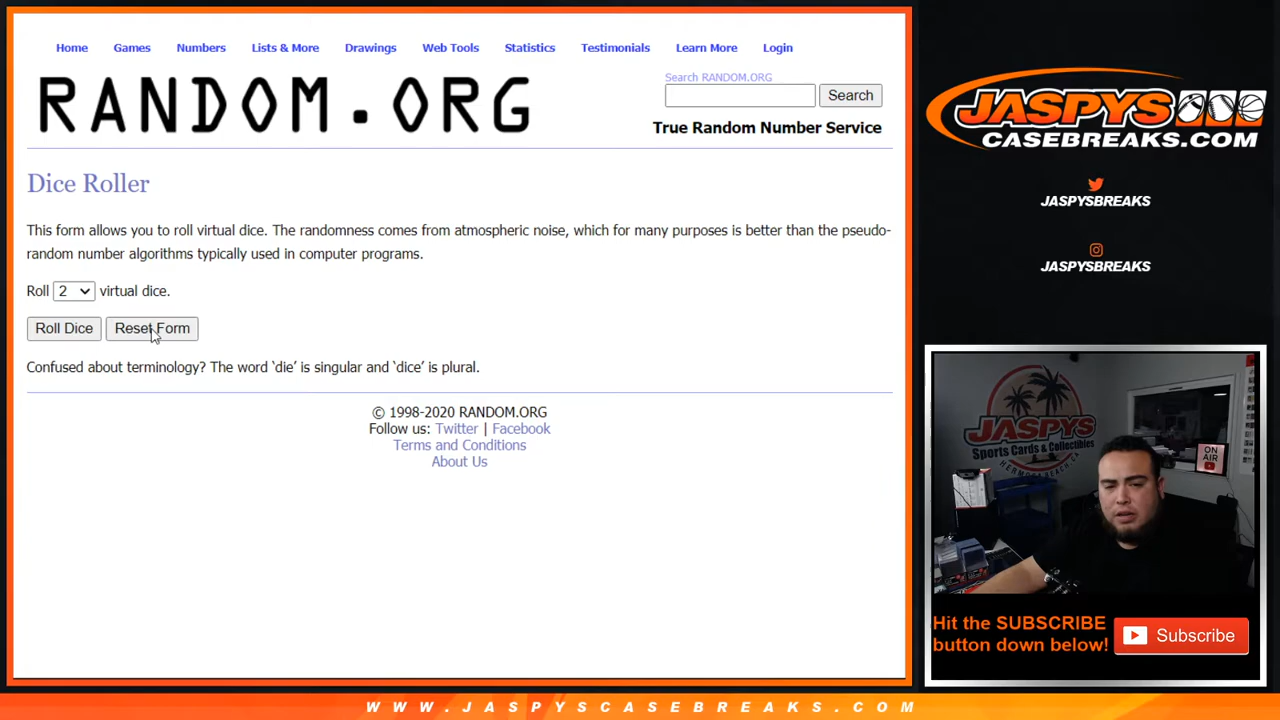 Home Games Numbers Lists & More Drawings Web Tools Statistics Testimonials Learn More Login
RANDOM.ORG
Search RANDOM.ORG
Search
True Random Number Service
Dice Roller
This form allows you to roll virtual dice. The randomness comes from atmospheric noise, which for many purposes is better than the pseudo-
random number algorithms typically used in computer programs.
Roll 2 virtual dice.
Roll Dice Reset Form
Confused about terminology? The word ‘die’ is singular and ‘dice’ is plural.
© 1998-2020 RANDOM.ORG
Follow us: Twitter | Facebook
Terms and Conditions
About Us
JASPYS
CASEBREAKS.COM
JASPYSBREAKS
JASPYSBREAKS
JASPYS
Sports Cards & Collectibles
HERMOSA BEACH, CA
ON
AIR
Hit the SUBSCRIBE
button down below!
Subscribe
WWW.JASPYSCASEBREAKS.COM